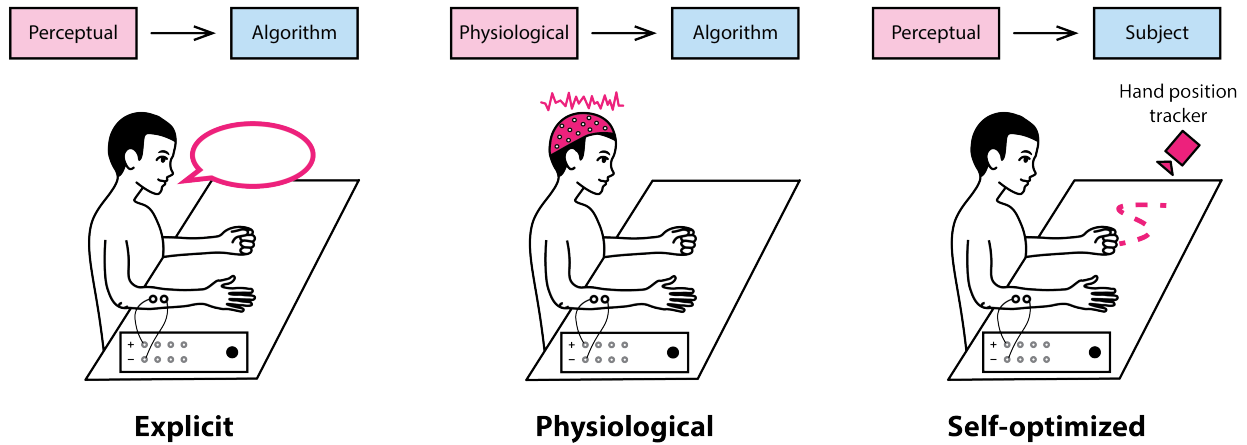 Perceptual
Algorithm
Physiological
Algorithm
Perceptual
Subject
Hand position
tracker
+
−
+
−
+
−
Explicit
Physiological
Self-optimized